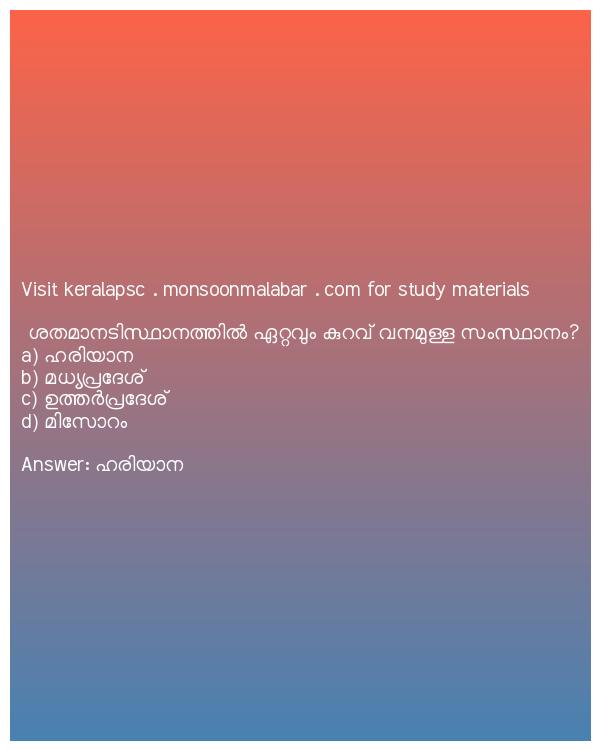 Visit keralapsc . monsoonmalabar . com for study materials
ശതമാനടിസ്ഥാനത്തിൽ ഏറ്റവും കുറവ് വനമുള്ള സംസ്ഥാനം?
a) ഹരിയാന
b) മധ്യപ്രദേശ്
c) ഉത്തർപ്രദേശ്
d) മിസോറം
Answer: ഹരിയാന